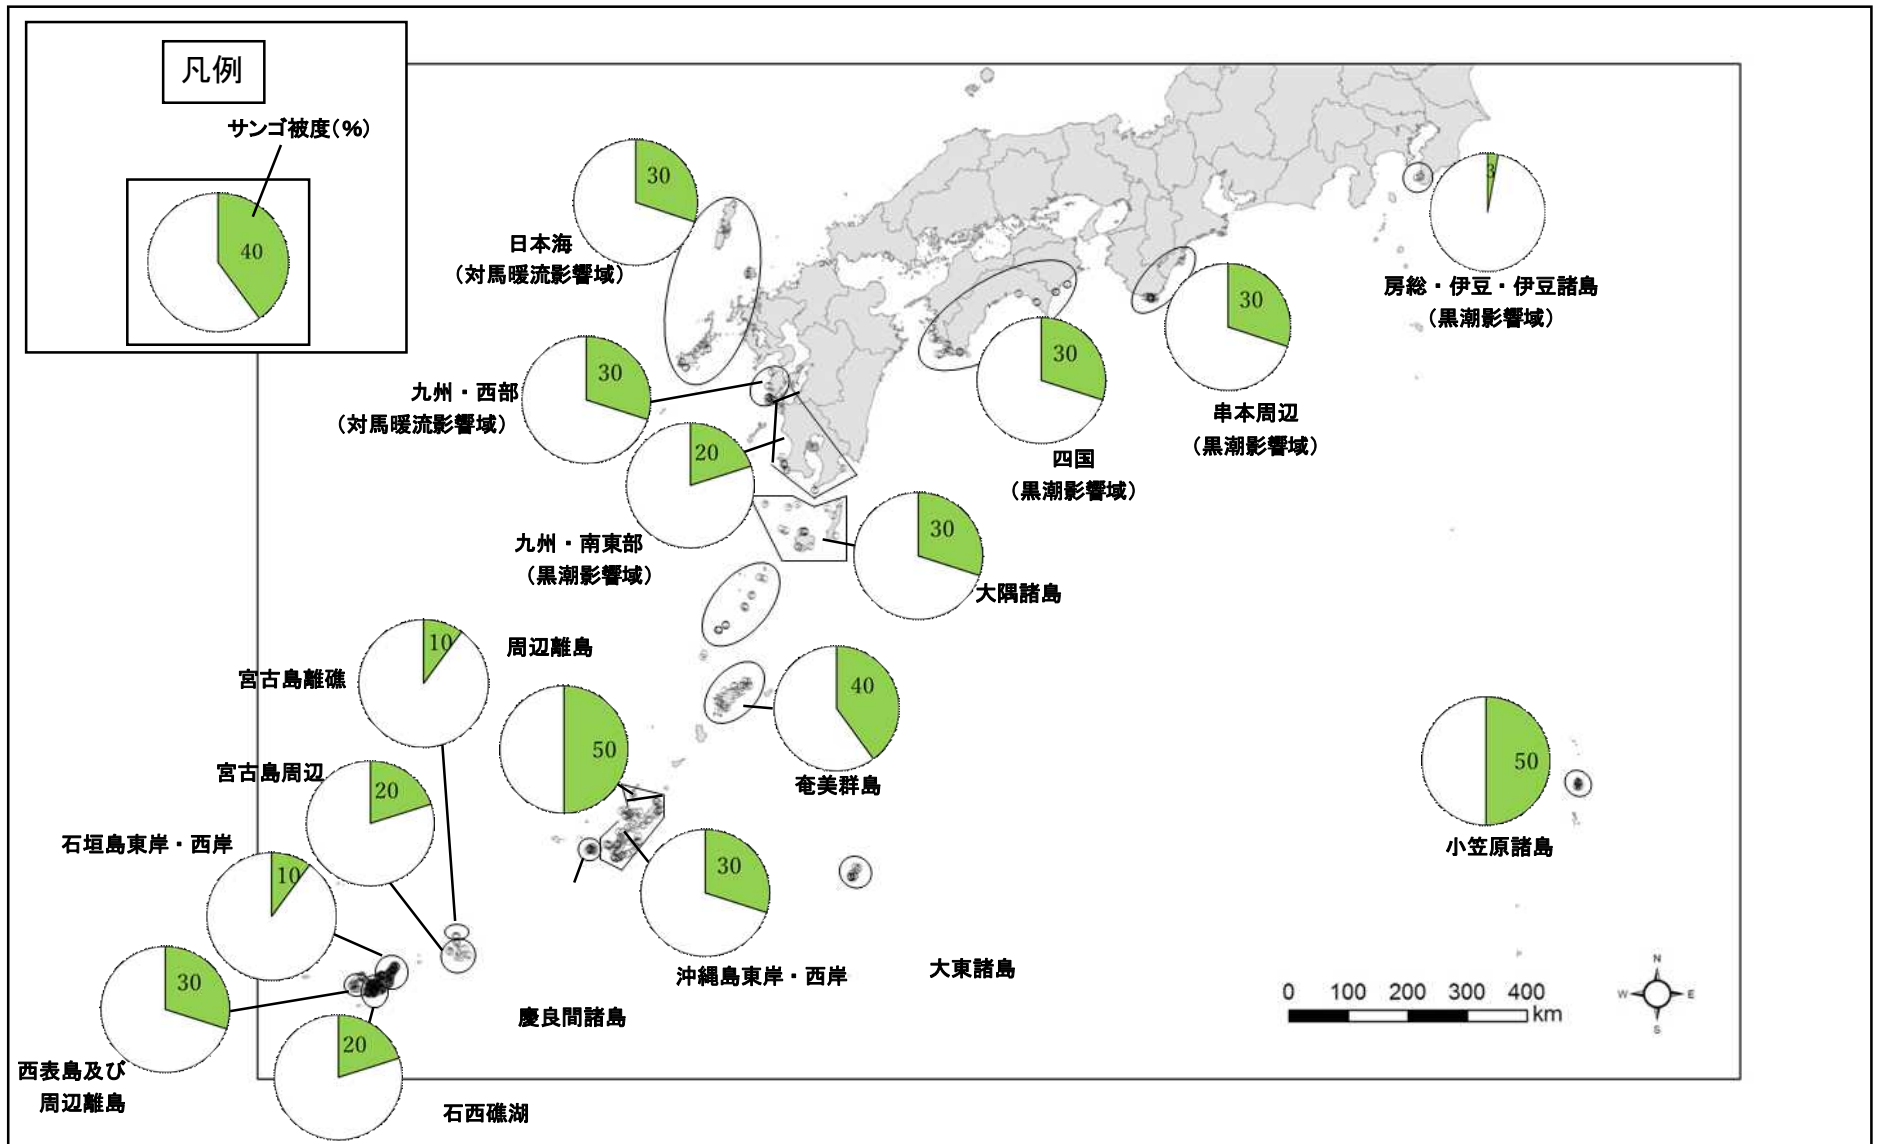 凡例
サンゴ被度(%)
40
30
日本海
(対馬暖流影響域)
3
房総・伊豆・伊豆諸島
(黒潮影響域)
30
串本周辺
(黒潮影響域)
30
四国
(黒潮影響域)
30
九州・西部
(対馬暖流影響域)
20
九州・南東部
(黒潮影響域)
30
大隅諸島
10
宮古島離礁
周辺離島
50
40
奄美群島
50
小笠原諸島
宮古島周辺
20
石垣島東岸・西岸
10
30
沖縄島東岸・西岸
大東諸島
慶良間諸島
30
西表島及び
周辺離島
20
石西礁湖
0 100 200 300 400
km
N
W E
S